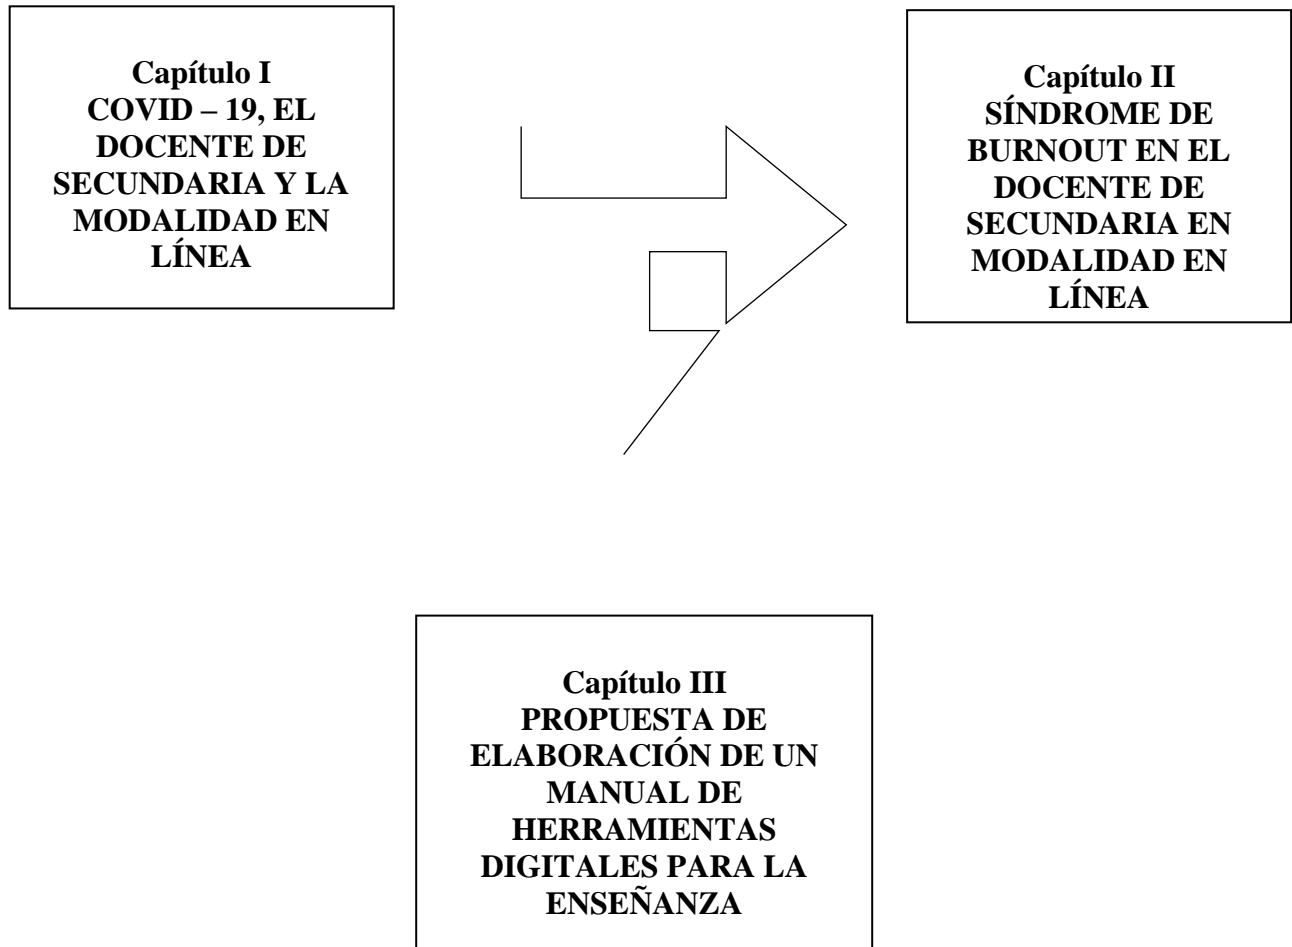 Capítulo I
COVID – 19, EL
DOCENTE DE
SECUNDARIA Y LA
MODALIDAD EN
LÍNEA
Capítulo II
SÍNDROME DE
BURNOUT EN EL
DOCENTE DE
SECUNDARIA EN
MODALIDAD EN
LÍNEA
Capítulo III
PROPUESTA DE
ELABORACIÓN DE UN
MANUAL DE
HERRAMIENTAS
DIGITALES PARA LA
ENSEÑANZA